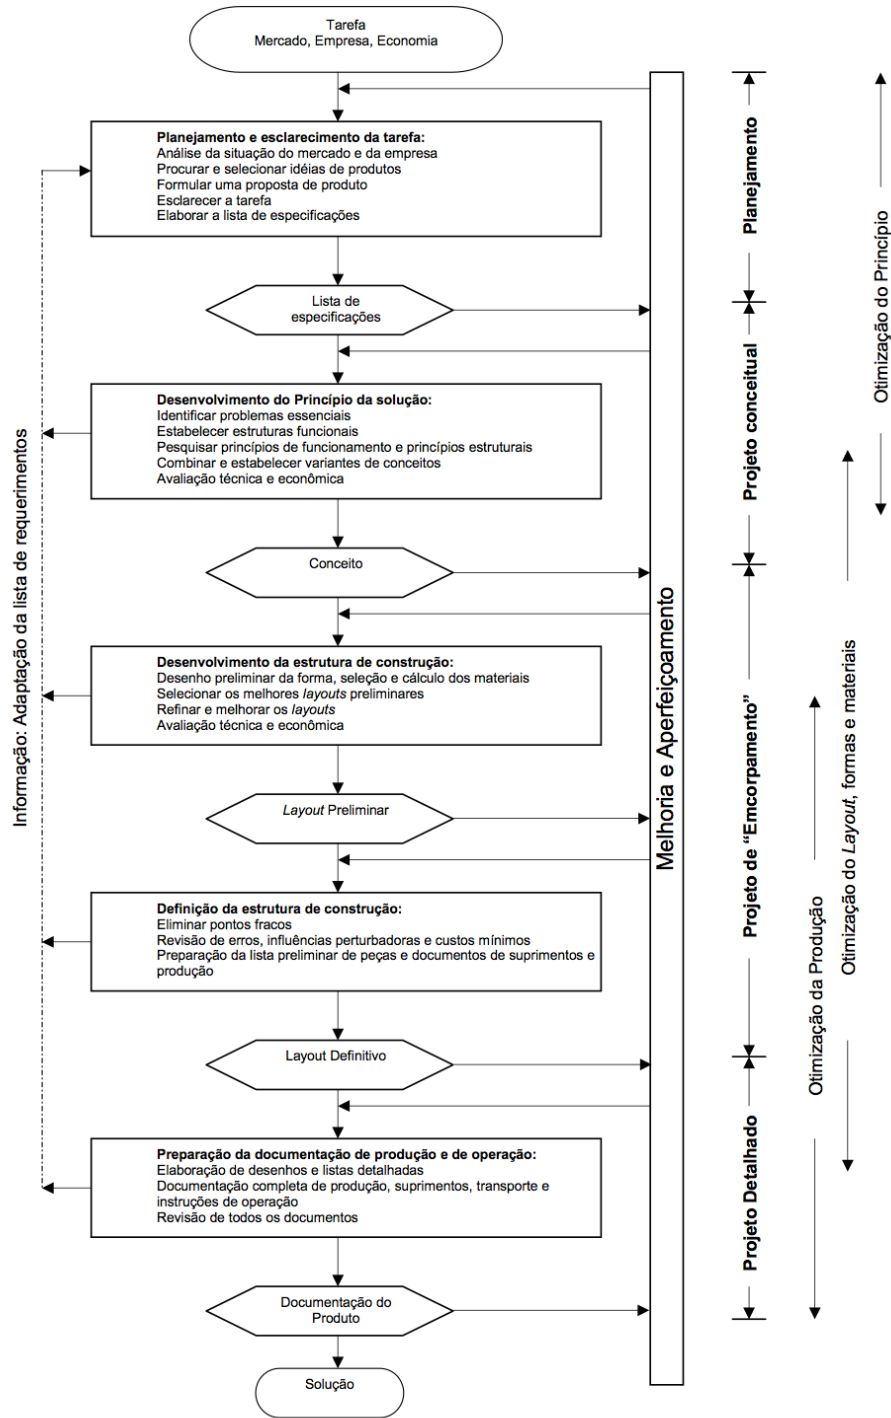 Tarefa
Mercado, Empresa, Economia
Planejamento e esclarecimento da tarefa:
Análise da situação do mercado e da empresa
Procurar e selecionar idéias de produtos
Formular uma proposta de produto
Esclarecer a tarefa
Elaborar a lista de especificações
Lista de
especificações
Desenvolvimento do Princípio da solução:
Identificar problemas essenciais
Estabelecer estruturas funcionais
Pesquisar princípios de funcionamento e princípios estruturais
Combinar e estabelecer variantes de conceitos
Avaliação técnica e econômica
Conceito
Desenvolvimento da estrutura de construção:
Desenho preliminar da forma, seleção e cálculo dos materiais
Selecionar os melhores layouts preliminares
Refinar e melhorar os layouts
Avaliação técnica e econômica
Layout Preliminar
Definição da estrutura de construção:
Eliminar pontos fracos
Revisão de erros, influências perturbadoras e custos mínimos
Preparação da lista preliminar de peças e documentos de suprimentos e
produção
Layout Definitivo
Preparação da documentação de produção e de operação:
Elaboração de desenhos e listas detalhadas
Documentação completa de produção, suprimentos, transporte e
instruções de operação
Revisão de todos os documentos
Documentação do
Produto
Solução
Informação: Adaptação da lista de requerimentos
Melhoria e Aperfeiçoamento
Planejamento
Projeto conceitual
Projeto de “Emcorpamento”
Projeto Detalhado
Otimização da Produção
Otimização do Layout, formas e materiais
Otimização do Princípio